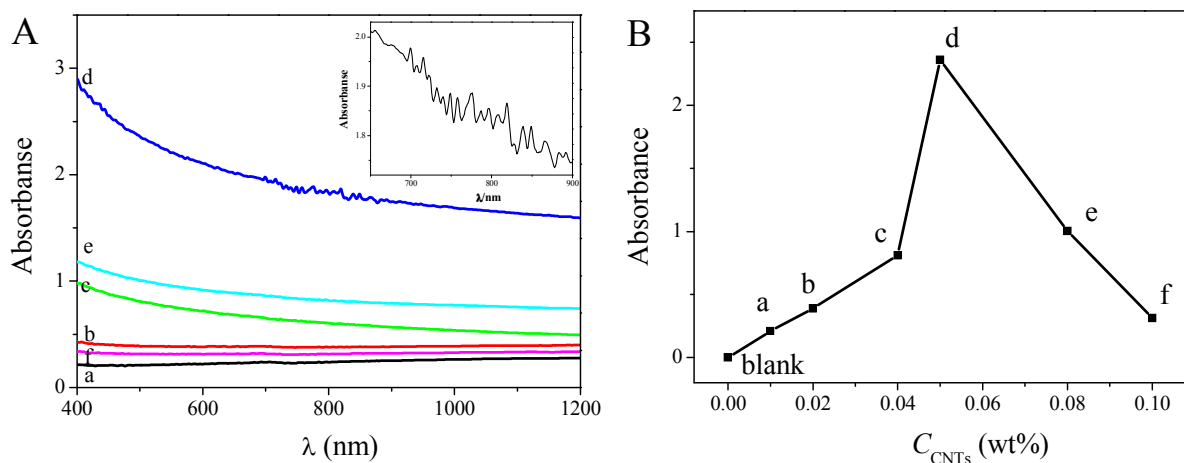 A
Absorbanse
3
2
1
0
d
e
c
b
f
a
400
600
800
1000
1200
λ (nm)
Absorbanse
2.0
1.9
1.8
700
800
900
λ/nm
B
Absorbance
2
1
0
blank
a
b
c
d
e
f
0.00
0.02
0.04
0.06
0.08
0.10
C_CNTs (wt%)